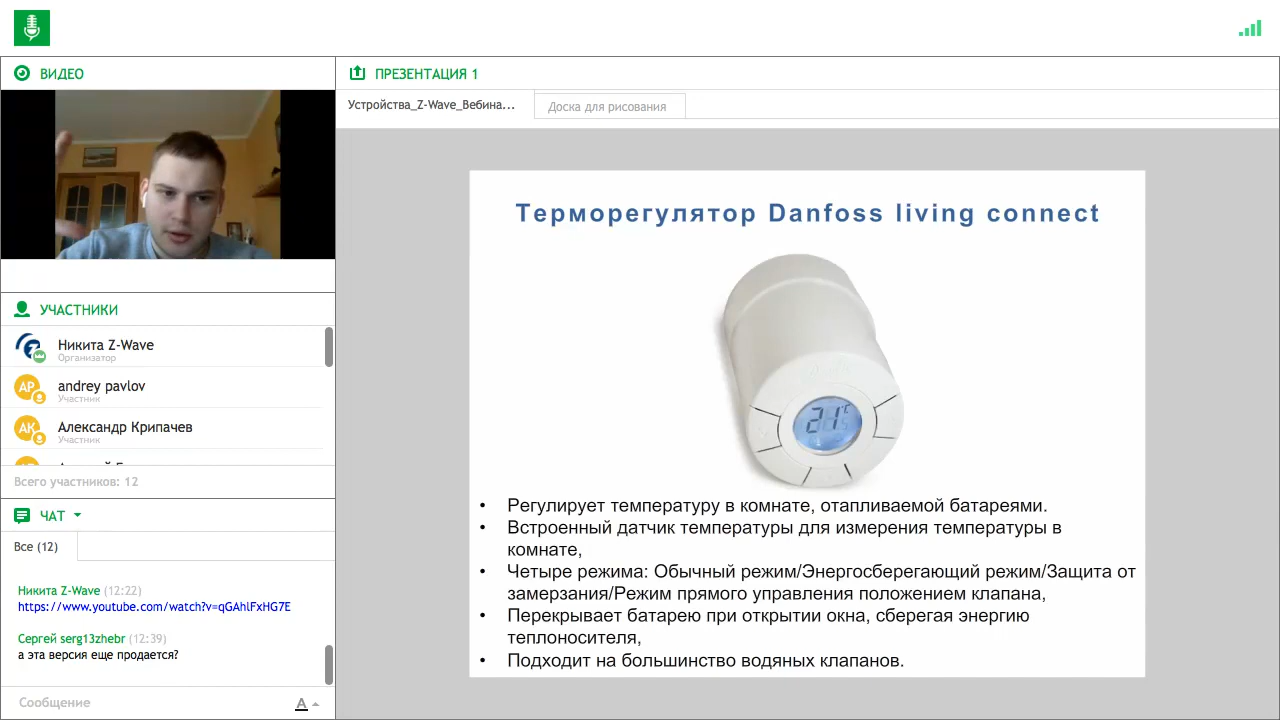 ВИДЕО
ПРЕЗЕНТАЦИЯ 1
Устройства_Z-Wave_Вебина...
Доска для рисования
Терморегулятор Danfoss living connect
21
°C
Регулирует температуру в комнате, отапливаемой батареями.
Встроенный датчик температуры для измерения температуры в
комнате,
Четыре режима: Обычный режим/Энергосберегающий режим/Защита от
замерзания/Режим прямого управления положением клапана,
Перекрывает батарею при открытии окна, сберегая энергию
теплоносителя,
Подходит на большинство водяных клапанов.
УЧАСТНИКИ
Никита Z-Wave
Организатор
AP
andrey pavlov
Участник
АК
Александр Крипачев
Участник
Всего участников: 12
ЧАТ
Все (12)
Никита Z-Wave (12:22)
https://www.youtube.com/watch?v=qGAhlFxHG7E
Сергей serg13zhebr (12:39)
а эта версия еще продается?
Сообщение
A